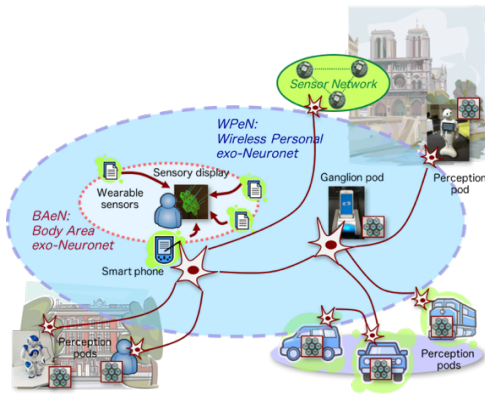 Sensor Network
WPeN:
Wireless Personal
exo-Neuronet
Sensory display
Wearable
sensors
Ganglion pod
Perception
pod
BAeN:
Body Area
exo-Neuronet
Smart phone
Perception
pods
Perception
pods